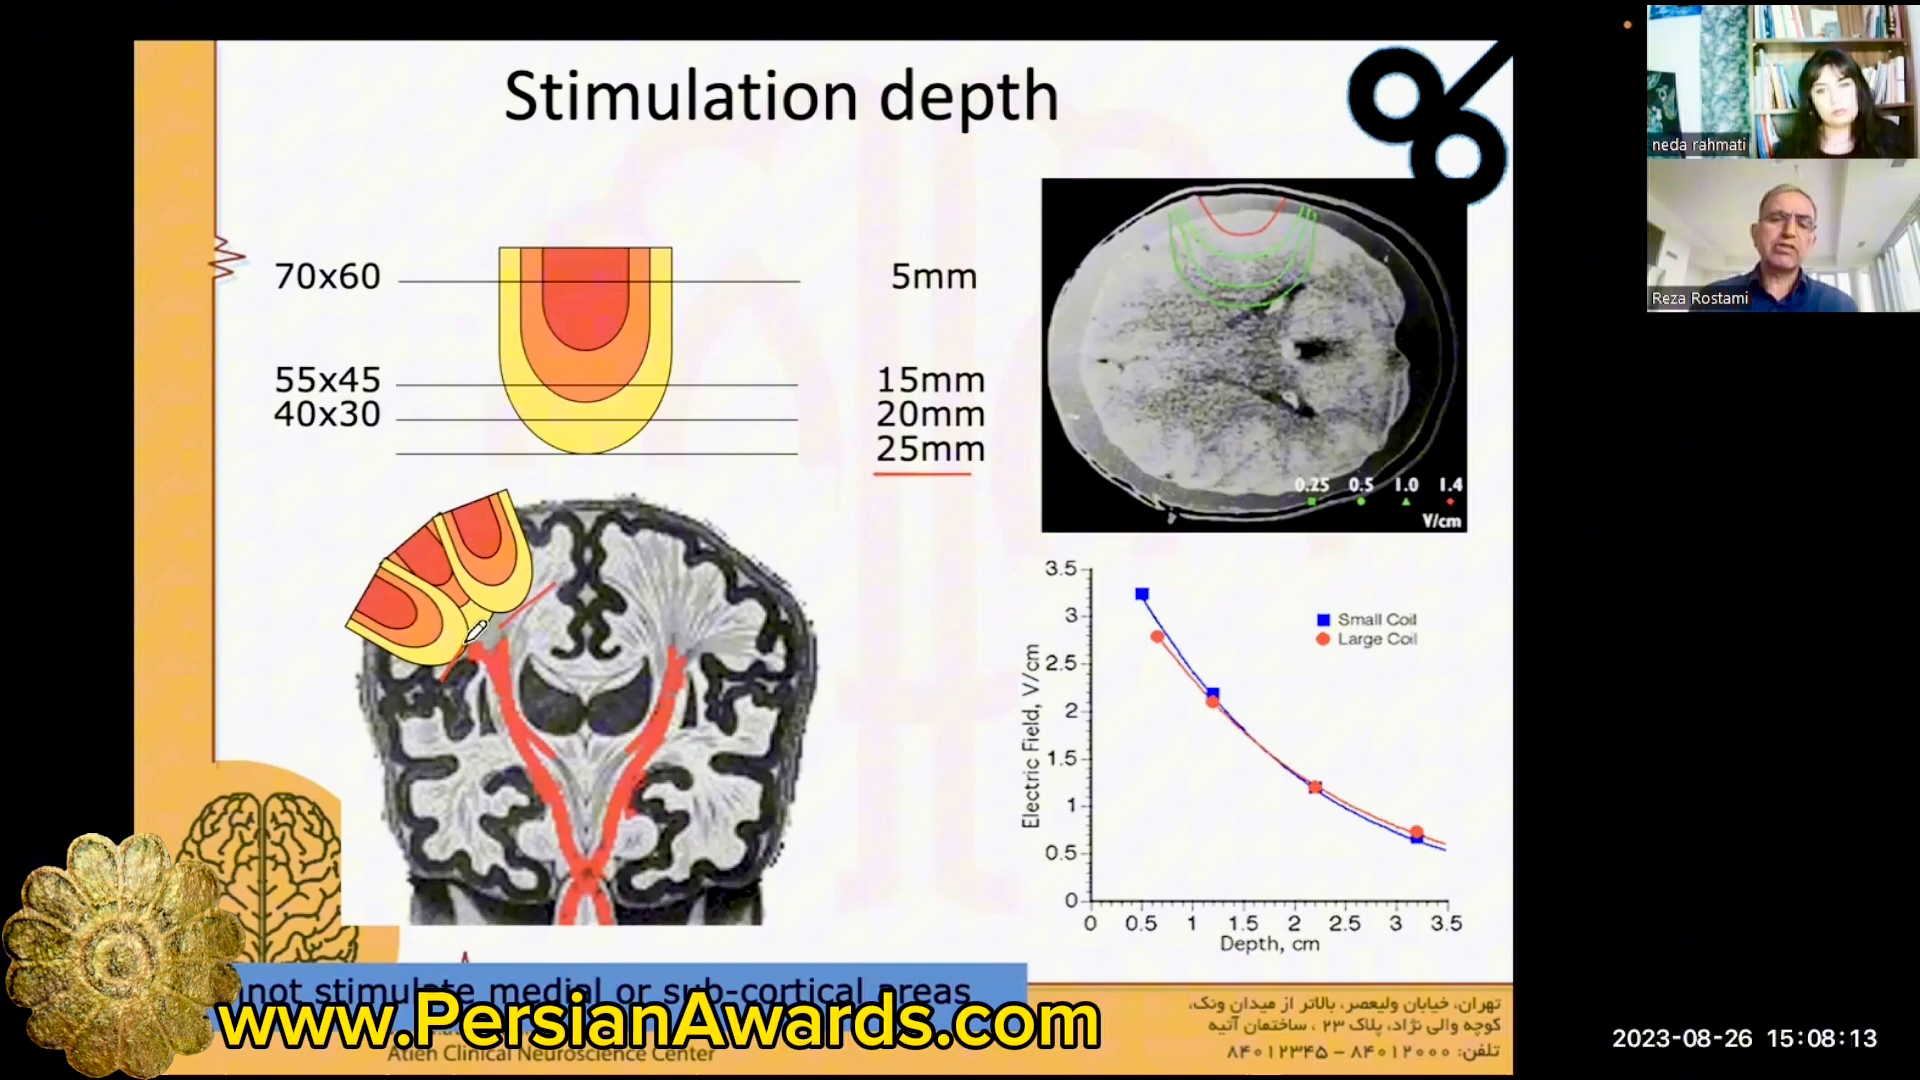 Stimulation depth
70x60
5mm
55x45
15mm
40x30
20mm
25mm
0.25 0.5 1.0 1.4
V/cm
3.5
3
2.5
2
1.5
1
0.5
0
Electric Field, V/cm
Small Coil
Large Coil
0 0.5 1 1.5 2 2.5 3 3.5
Depth, cm
not stimulate medial or sub-cortical areas
www.PersianAwards.com
Atieh Clinical Neuroscience Center
تهران، خیابان ولیعصر، بالاتر از میدان ونک،
کوچه والی نژاد، پلاک ۲۳ ، ساختمان آتیه
تلفن: ۸۴۰۱۲۰۰۰ – ۸۴۰۱۲۳۴۵
neda rahmati
Reza Rostami
2023-08-26 15:08:13